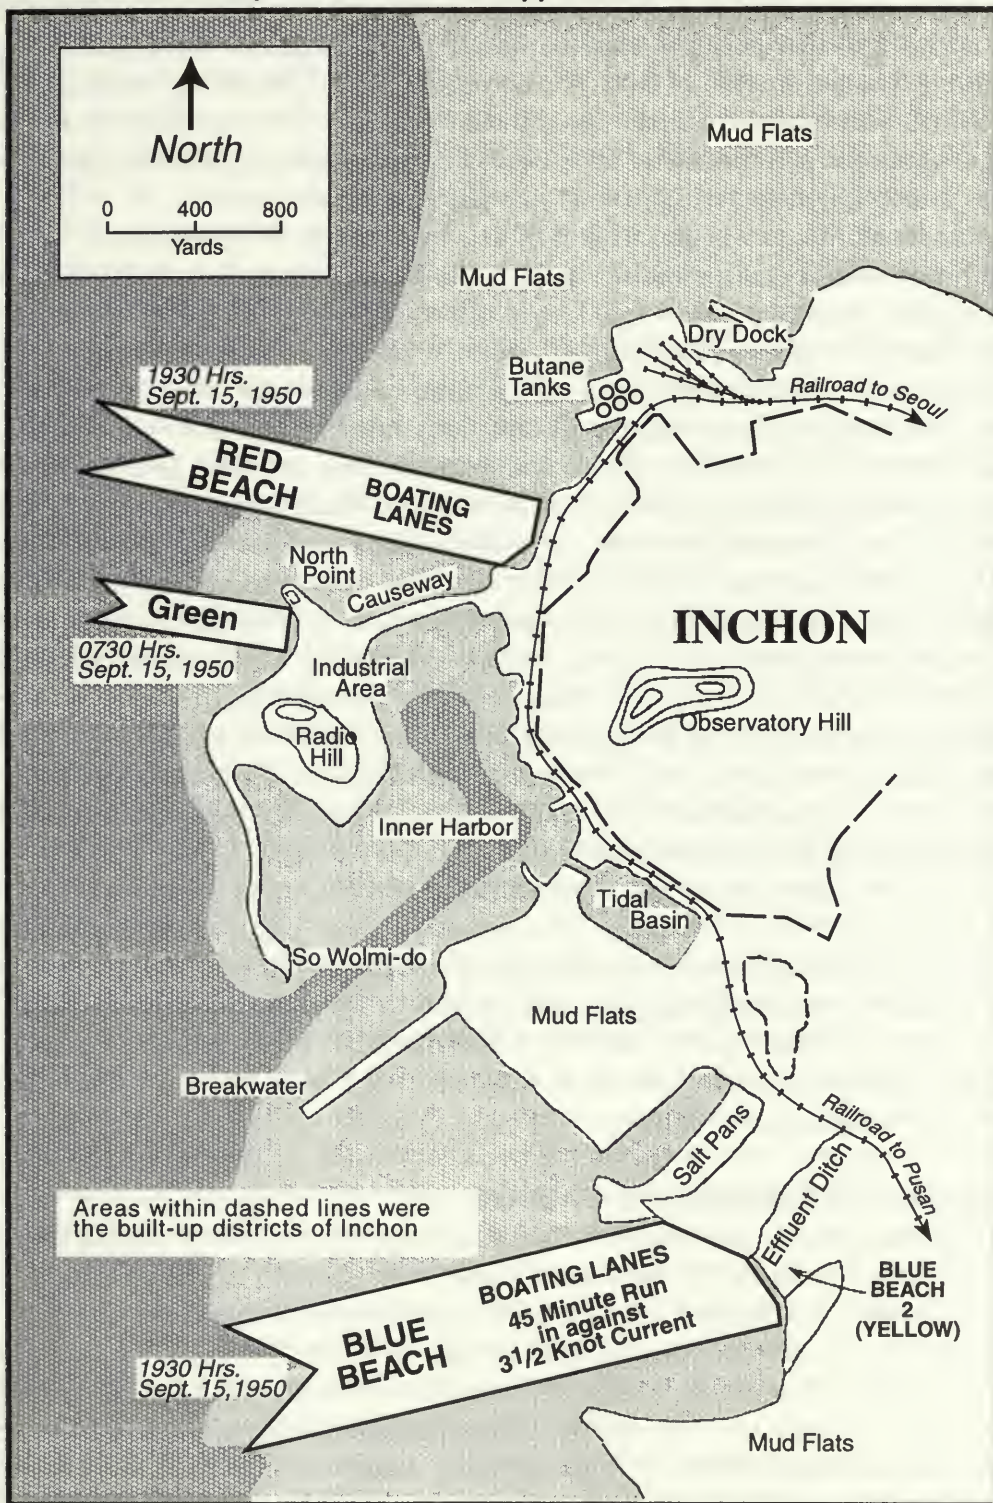 North
0 400 800
Yards
Mud Flats
Mud Flats
Dry Dock
Butane
Tanks
Railroad to Seoul
1930 Hrs.
Sept. 15, 1950
RED
BEACH
BOATING
LANES
North
Point
Causeway
Green
0730 Hrs.
Sept. 15, 1950
Industrial
Area
INCHON
Observatory Hill
Radio
Hill
Inner Harbor
Tidal
Basin
So Wolmi-do
Mud Flats
Breakwater
Salt Pans
Railroad to Pusan
Effluent Ditch
Areas within dashed lines were
the built-up districts of Inchon
BLUE
BEACH
BOATING LANES
45 Minute Run
in against
3 1/2 Knot Current
BLUE
BEACH
2
(YELLOW)
1930 Hrs.
Sept. 15,1950
Mud Flats